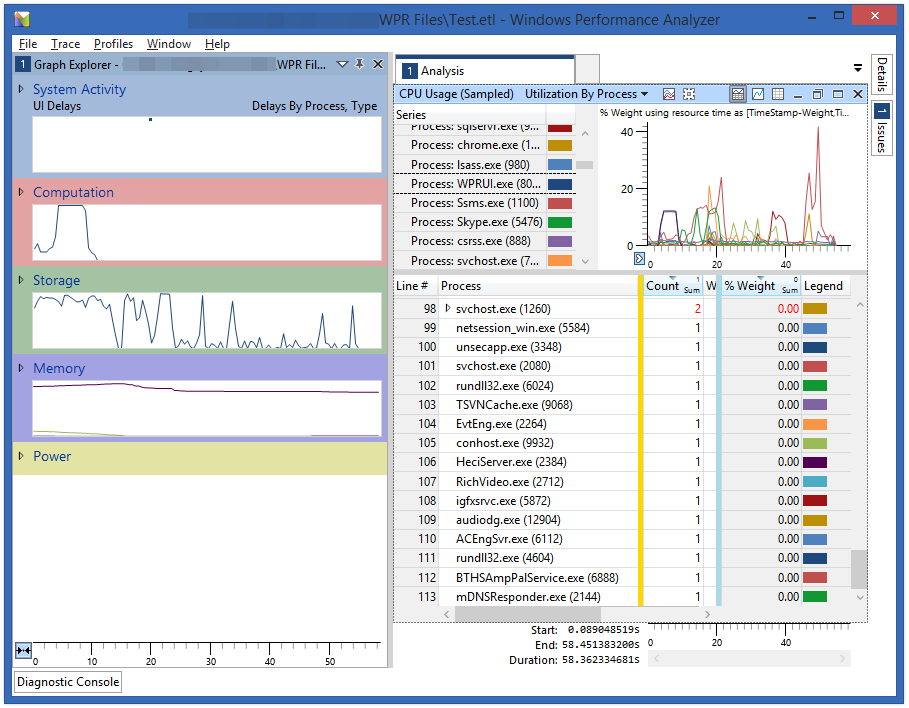 WPR Files\Test.etl - Windows Performance Analyzer
File Trace Profiles Window Help
1 Graph Explorer - WPR Fil...
System Activity
UI Delays Delays By Process, Type
Computation
Storage
Memory
Power
0 10 20 30 40 50
Diagnostic Console
1 Analysis
CPU Usage (Sampled) Utilization By Process
Series
Process: sqlservr.exe (9...
Process: chrome.exe (1...
Process: lsass.exe (980)
Process: WPRUI.exe (80...
Process: Ssms.exe (1100)
Process: Skype.exe (5476)
Process: csrss.exe (888)
Process: svchost.exe (7...
% Weight using resource time as [TimeStamp-Weight,Ti...
40
20
0
0 20 40
Line # Process Count 1 Sum W % Weight 0 Sum Legend
98 svchost.exe (1260) 2 0.00
99 netsession_win.exe (5584) 1 0.00
100 unsecapp.exe (3348) 1 0.00
101 svchost.exe (2080) 1 0.00
102 rundll32.exe (6024) 1 0.00
103 TSVNCache.exe (9068) 1 0.00
104 EvtEng.exe (2264) 1 0.00
105 conhost.exe (9932) 1 0.00
106 HeciServer.exe (2384) 1 0.00
107 RichVideo.exe (2712) 1 0.00
108 igfxsrvc.exe (5872) 1 0.00
109 audiodg.exe (12904) 1 0.00
110 ACEngSvr.exe (6112) 1 0.00
111 rundll32.exe (4604) 1 0.00
112 BTHSAmpPalService.exe (6888) 1 0.00
113 mDNSResponder.exe (2144) 1 0.00
Start: 0.089048519s
End: 58.451383200s
Duration: 58.362334681s
0 20 40
Details
1 Issues